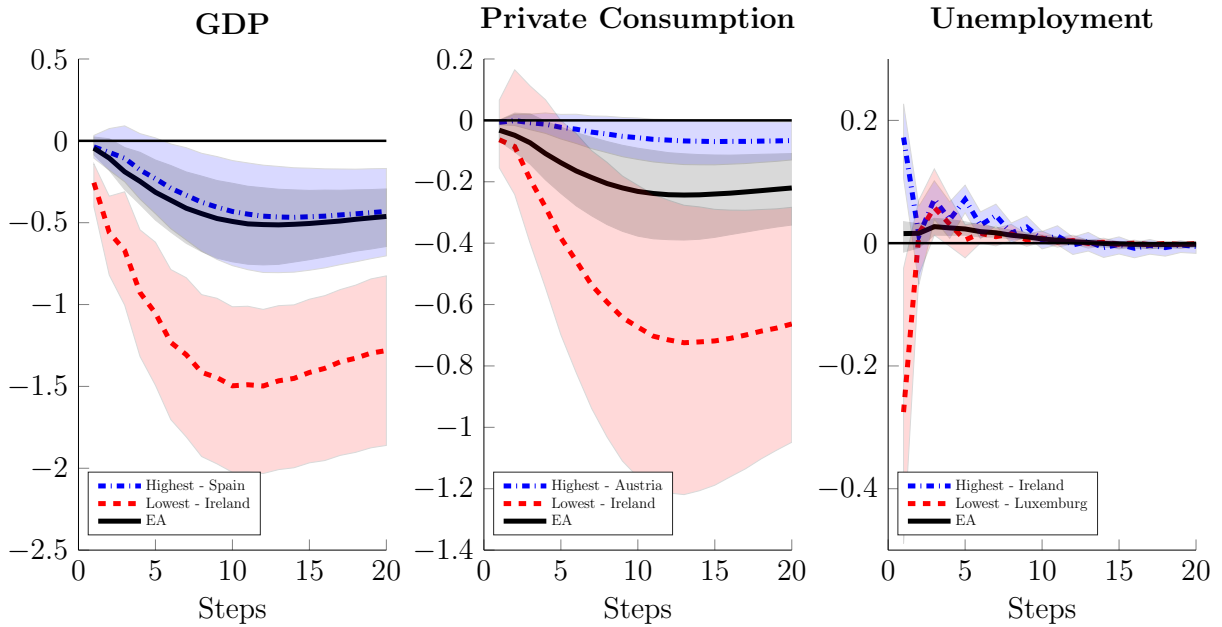 GDP
0.5
0
−0.5
−1
−1.5
−2
−2.5
0 5 10 15 20
Steps
Highest - Spain
Lowest - Ireland
EA
Private Consumption
0.2
0
−0.2
−0.4
−0.6
−0.8
−1
−1.2
−1.4
0 5 10 15 20
Steps
Highest - Austria
Lowest - Ireland
EA
Unemployment
0.2
0
−0.2
−0.4
0 5 10 15 20
Steps
Highest - Ireland
Lowest - Luxemburg
EA